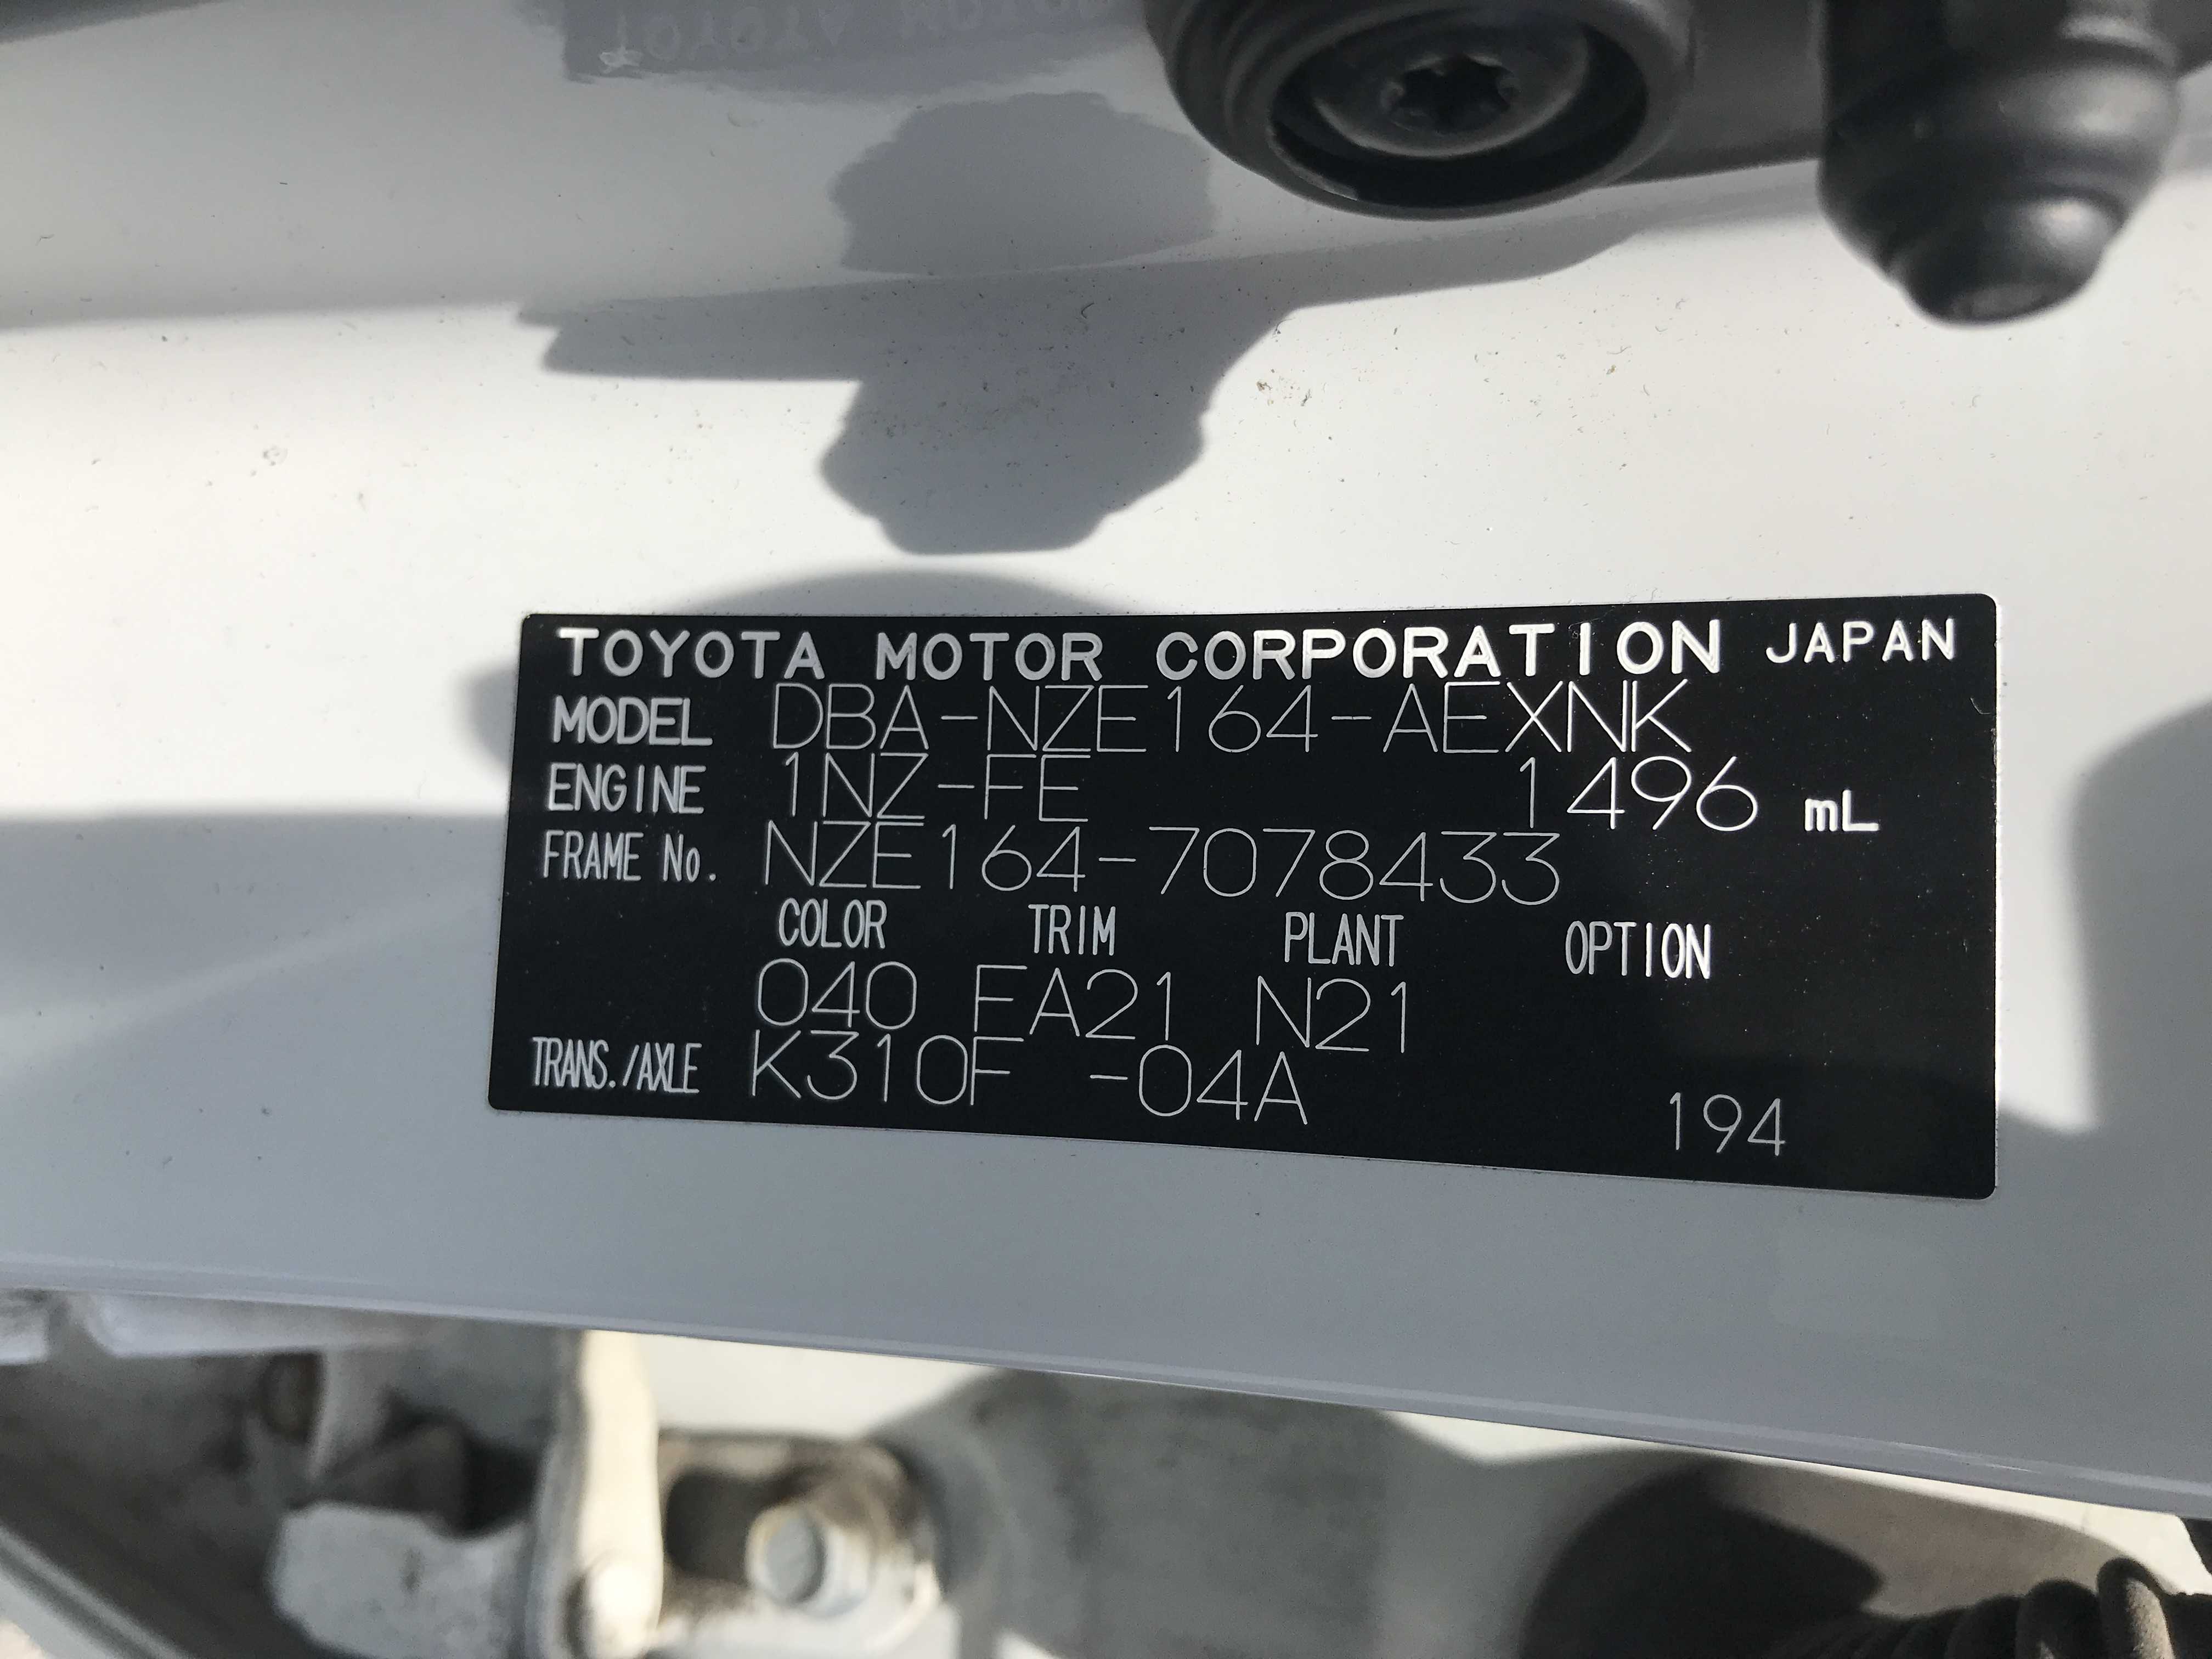 TOYOTA MOTOR CORPORATION JAPAN
MODEL DBA-NZE164-AEXNK
ENGINE 1NZ-FE 1496 mL
FRAME No. NZE164-7078433
COLOR TRIM PLANT OPTION
040 FA21 N21
TRANS./AXLE K310F -04A
194